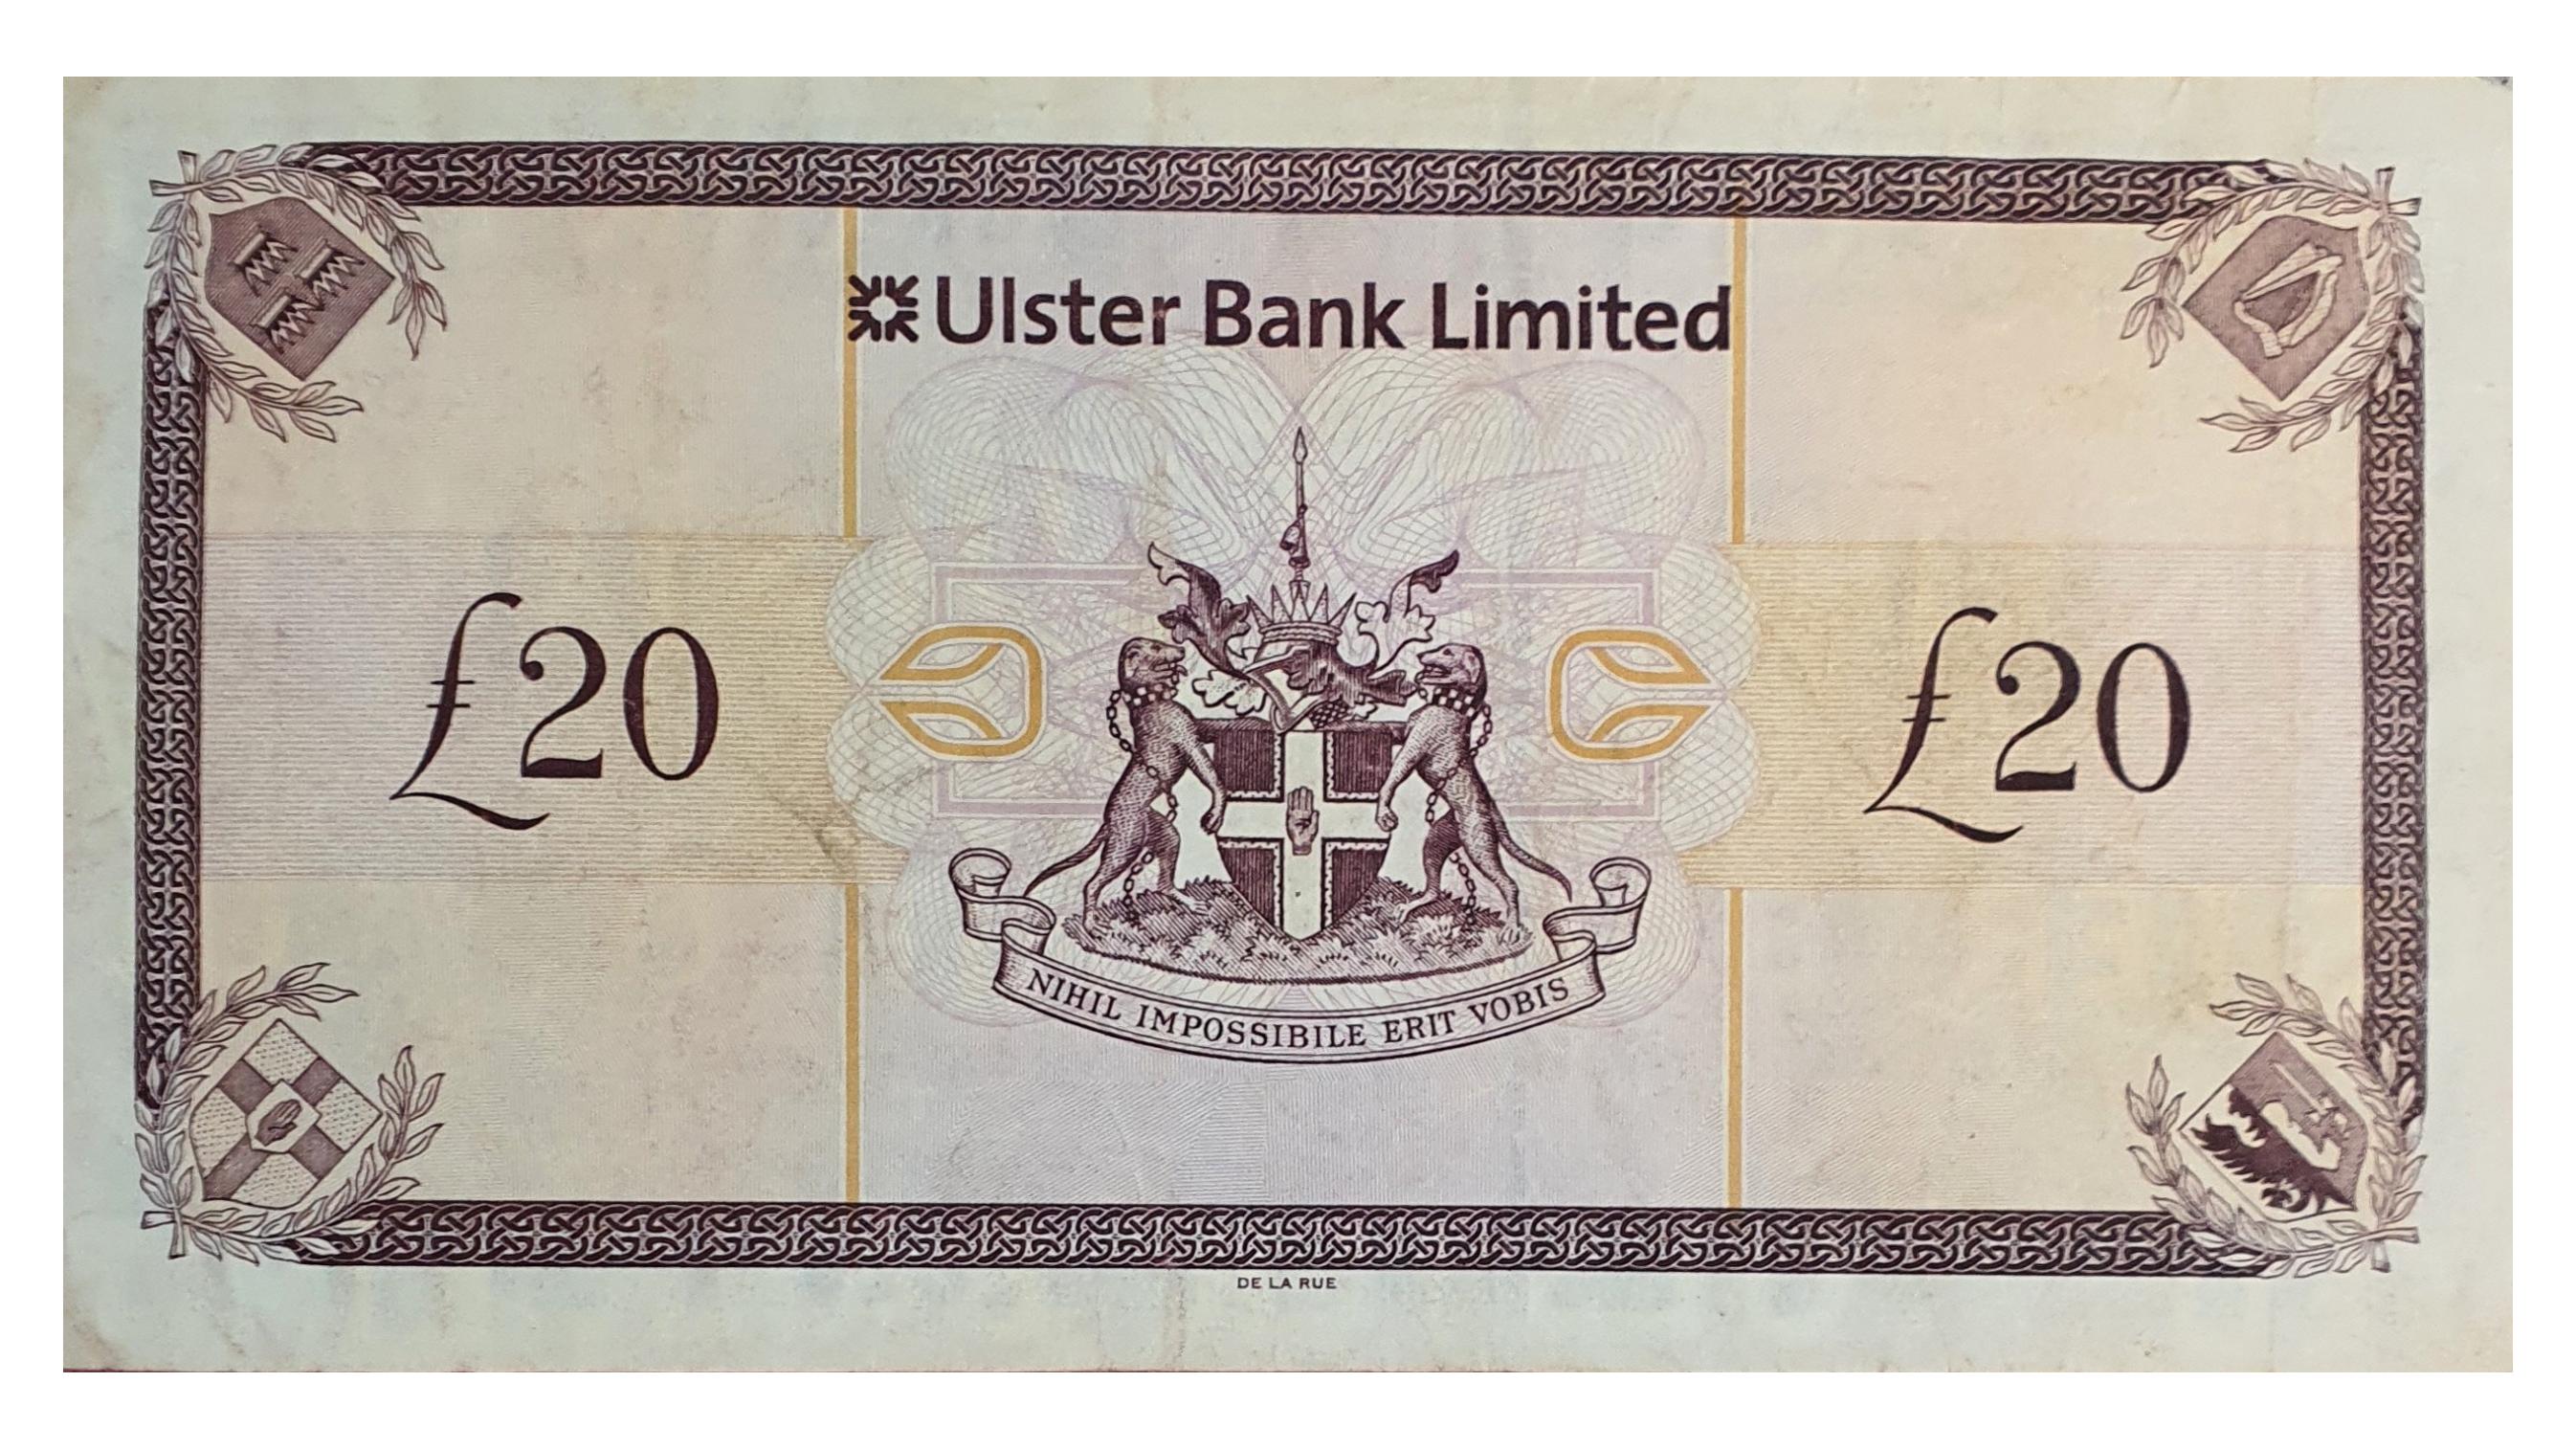 Ulster Bank Limited
£20
£20
NIHIL IMPOSSIBILE ERIT VOBIS
DE LA RUE